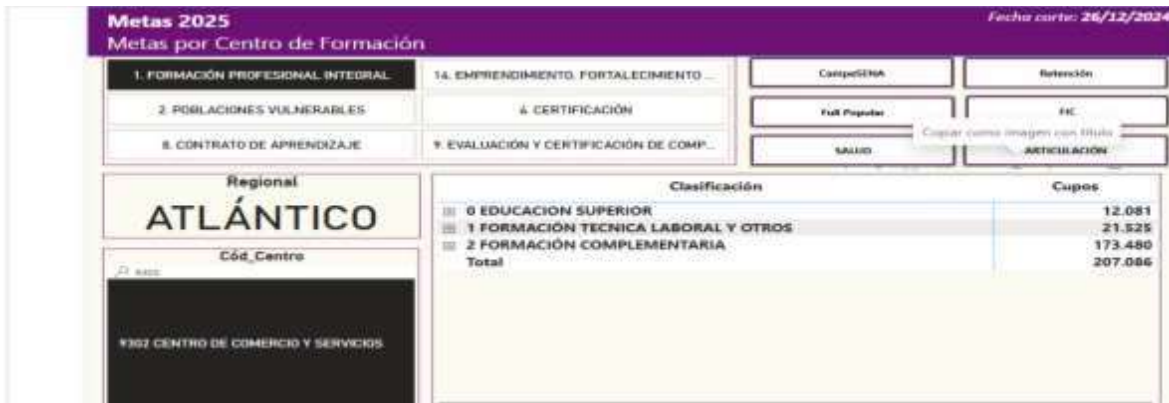 Metas 2025
Fecha corte: 26/12/2024
Metas por Centro de Formación
1. FORMACIÓN PROFESIONAL INTEGRAL
14. EMPRENDIMIENTO, FORTALECIMIENTO ...
CampeSENA
Retención
2. POBLACIONES VULNERABLES
6. CERTIFICACIÓN
Full Popular
FIC
Copiar como imagen con título
8. CONTRATO DE APRENDIZAJE
9. EVALUACIÓN Y CERTIFICACIÓN DE COMP...
SALUD
ARTICULACIÓN
Regional
ATLÁNTICO
Clasificación Cupos
0 EDUCACION SUPERIOR 12.081
1 FORMACIÓN TECNICA LABORAL Y OTROS 21.525
2 FORMACIÓN COMPLEMENTARIA 173.480
Total 207.086
Cód_Centro
9302 CENTRO DE COMERCIO Y SERVICIOS